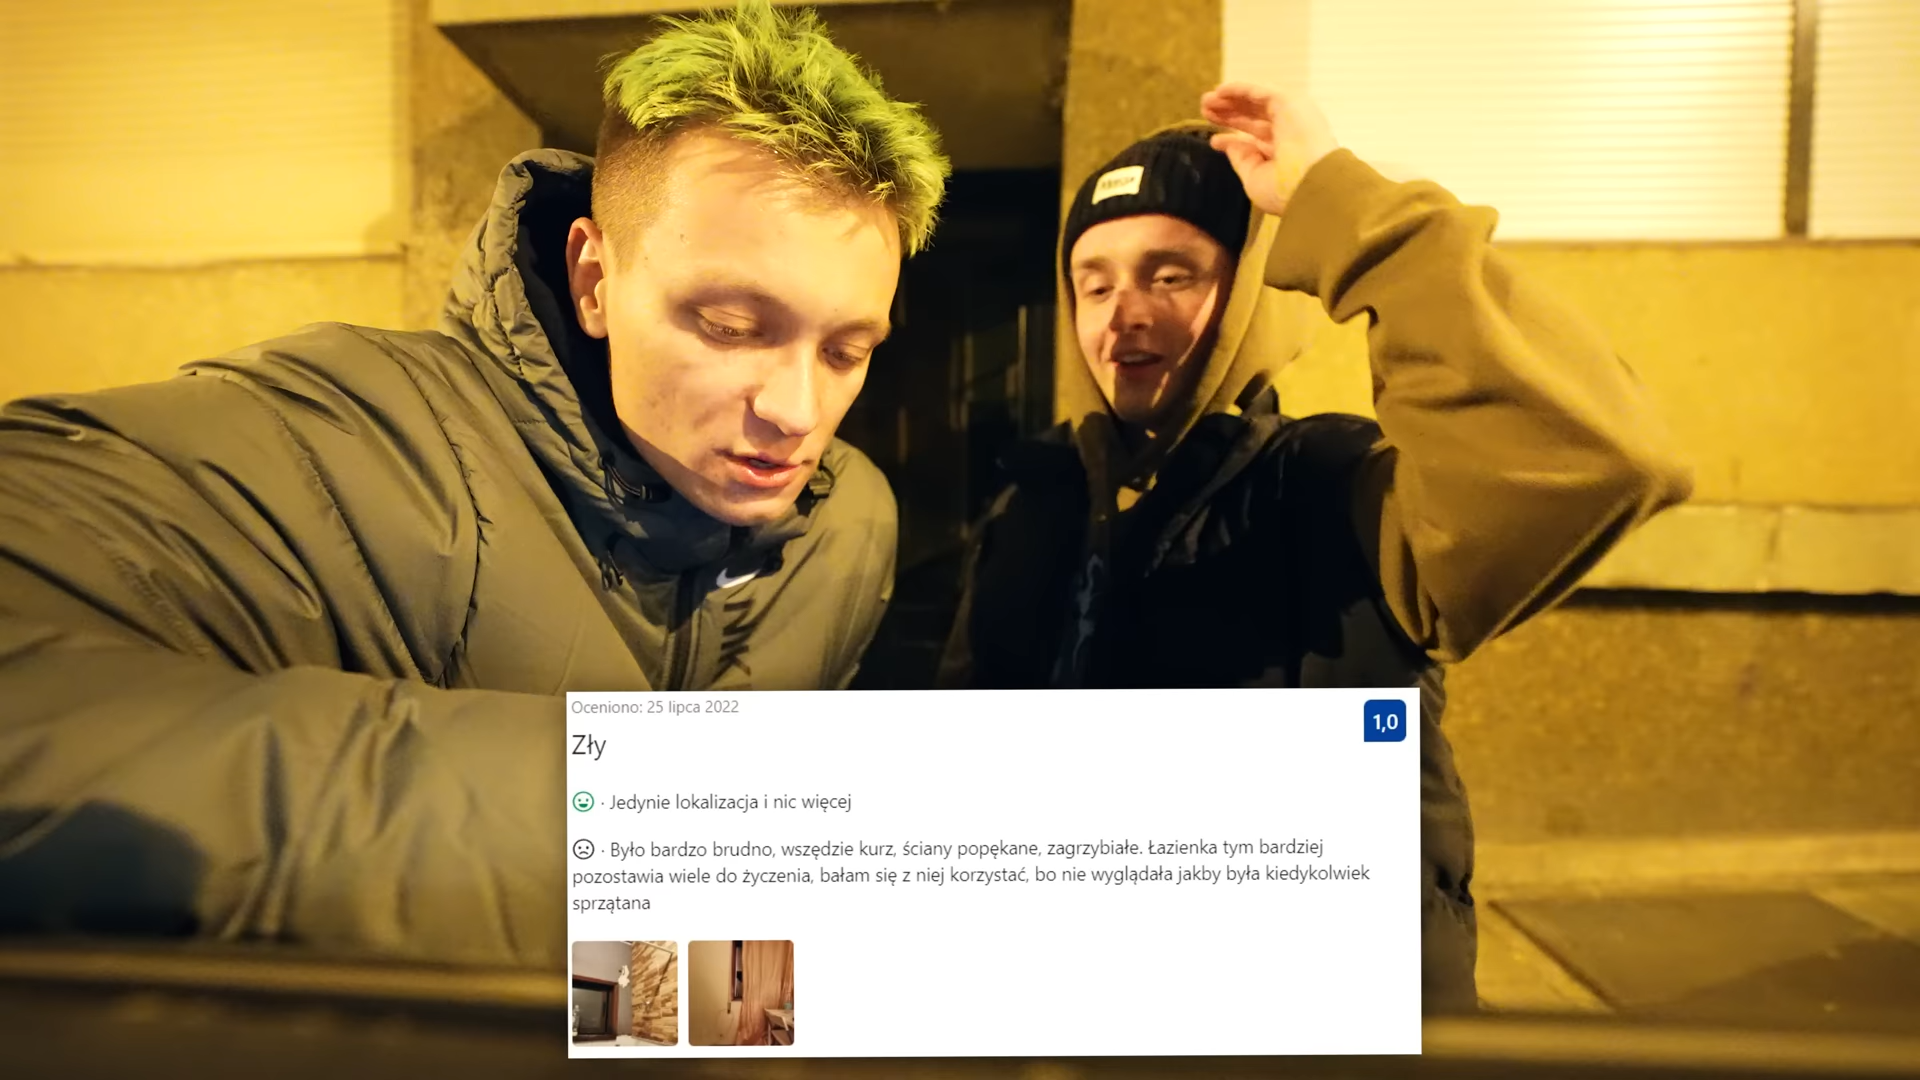 Oceniono: 25 lipca 2022
1,0
Zły
· Jedynie lokalizacja i nic więcej
· Było bardzo brudno, wszędzie kurz, ściany popękane, zagrzybiałe. Łazienka tym bardziej
pozostawia wiele do życzenia, bałam się z niej korzystać, bo nie wyglądała jakby była kiedykolwiek
sprzątana